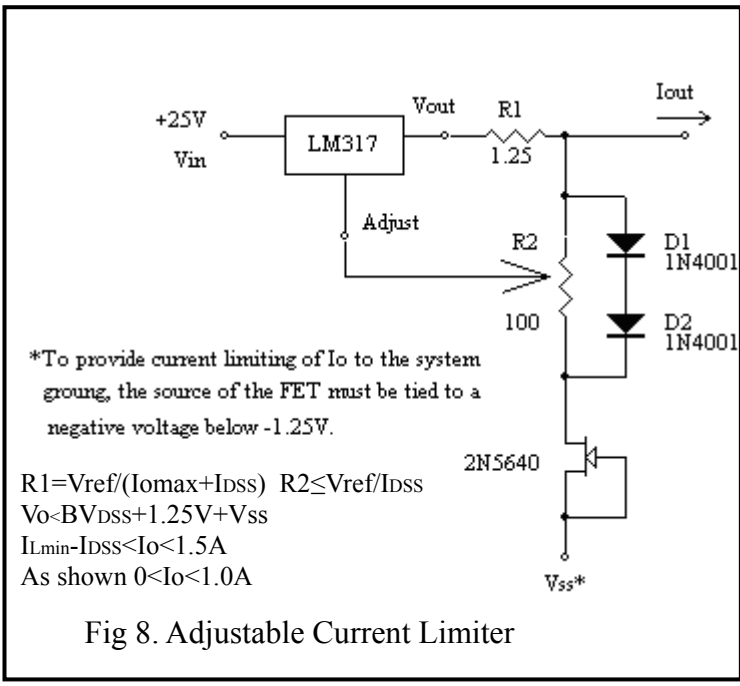 +25V
Vin
LM317
Vout
R1
1.25
Iout
Adjust
R2
100
D1
1N4001
D2
1N4001
*To provide current limiting of Io to the system
groung, the source of the FET must be tied to a
negative voltage below -1.25V.
2N5640
R1=Vref/(Iomax+IDSS) R2≤Vref/IDSS
Vo<BVDSS+1.25V+Vss
ILmin-IDSS<Io<1.5A
As shown 0<Io<1.0A
Vss*
Fig 8. Adjustable Current Limiter